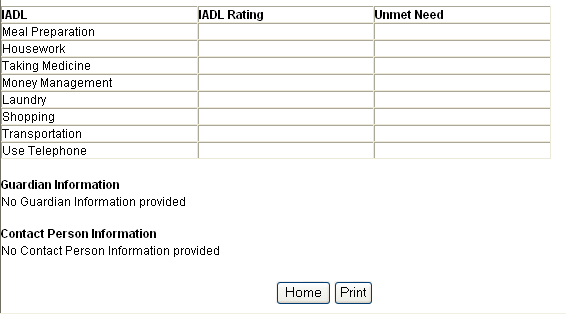 IADL IADL Rating Unmet Need
Meal Preparation
Housework
Taking Medicine
Money Management
Laundry
Shopping
Transportation
Use Telephone
Guardian Information
No Guardian Information provided
Contact Person Information
No Contact Person Information provided
Home Print